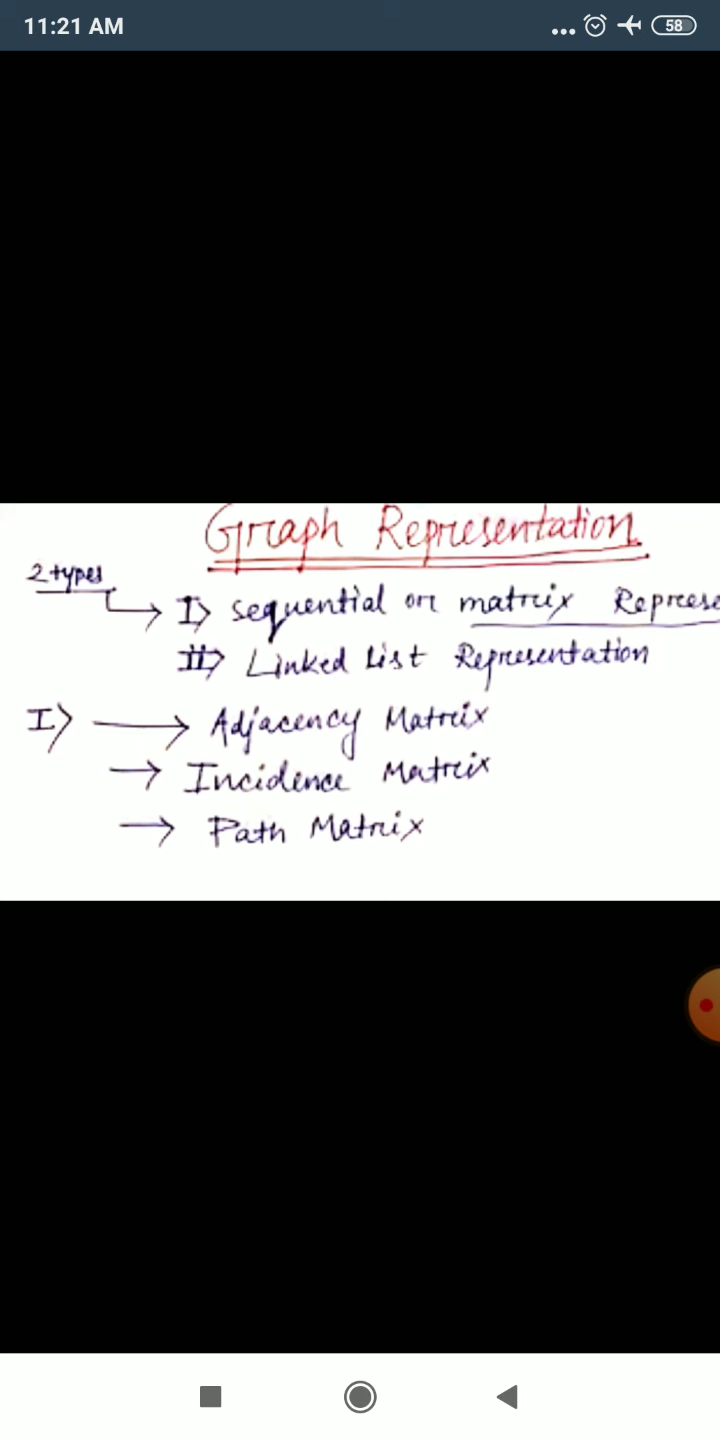 11:21 AM
58
Graph Representation
2 types
I> sequential or matrix Represe
II> Linked List Representation
I> → Adjacency Matrix
→ Incidence Matrix
→ Path Matrix